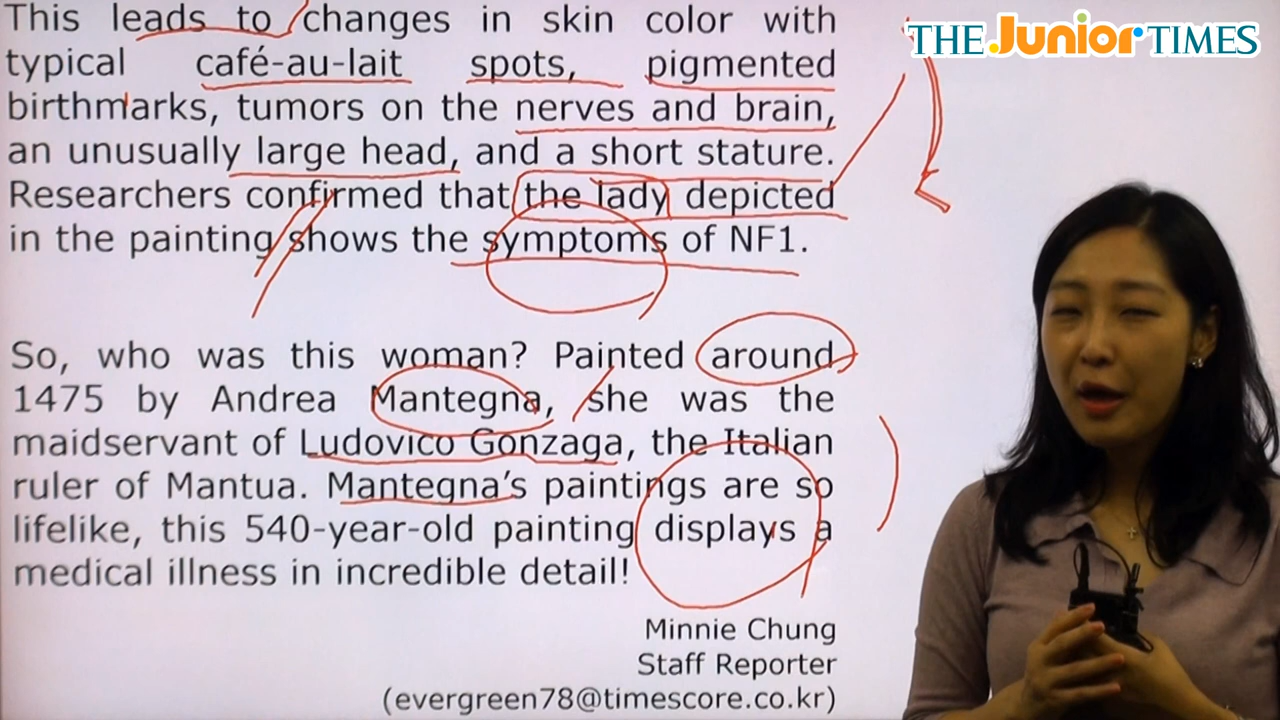 THE Junior TIMES
This leads to changes in skin color with
typical café-au-lait spots, pigmented
birthmarks, tumors on the nerves and brain,
an unusually large head, and a short stature.
Researchers confirmed that the lady depicted
in the painting shows the symptoms of NF1.
So, who was this woman? Painted around
1475 by Andrea Mantegna, she was the
maidservant of Ludovico Gonzaga, the Italian
ruler of Mantua. Mantegna's paintings are so
lifelike, this 540-year-old painting displays a
medical illness in incredible detail!
Minnie Chung
Staff Reporter
(evergreen78@timescore.co.kr)